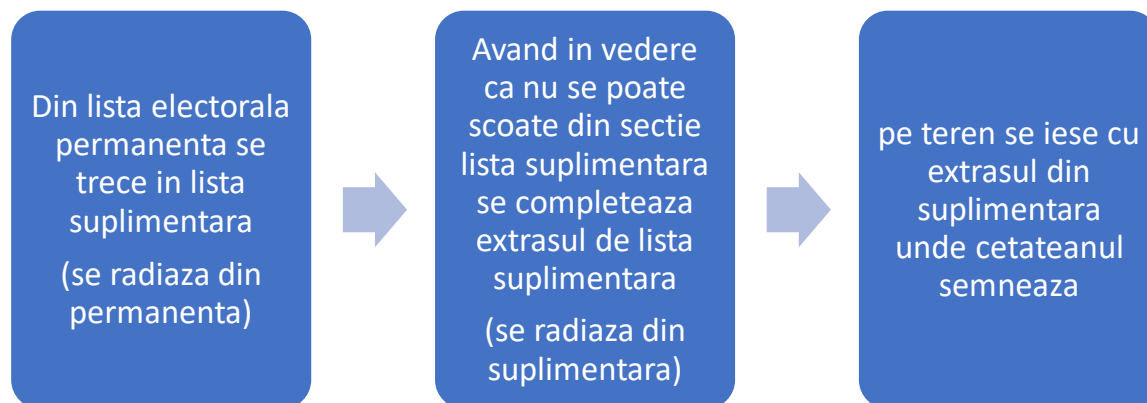 Din lista electorala
permanenta se
trece in lista
suplimentara
(se radiaza din
permanenta)
Avand in vedere
ca nu se poate
scoate din sectie
lista suplimentara
se completeaza
extrasul de lista
suplimentara
(se radiaza din
suplimentara)
pe teren se iese cu
extrasul din
suplimentara
unde cetateanul
semneaza